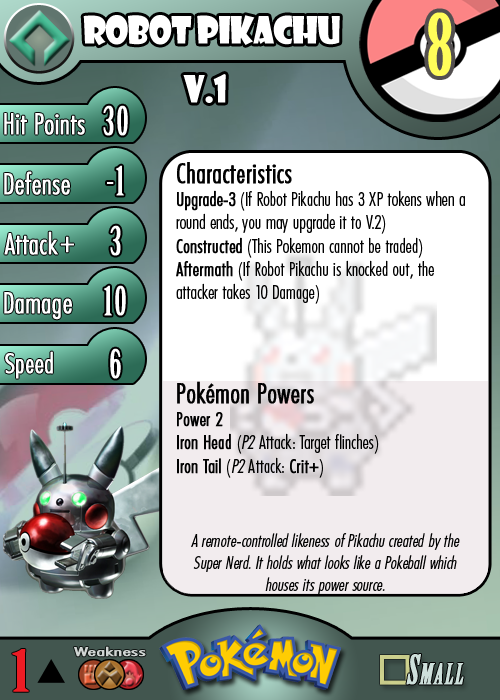 ROBOT PIKACHU
8
V.1
Hit Points 30
Defense -1
Attack+ 3
Damage 10
Speed 6
Characteristics
Upgrade-3 (If Robot Pikachu has 3 XP tokens when a
round ends, you may upgrade it to V.2)
Constructed (This Pokemon cannot be traded)
Aftermath (If Robot Pikachu is knocked out, the
attacker takes 10 Damage)
Pokémon Powers
Power 2
Iron Head (P2 Attack: Target flinches)
Iron Tail (P2 Attack: Crit+)
A remote-controlled likeness of Pikachu created by the
Super Nerd. It holds what looks like a Pokeball which
houses its power source.
1
Weakness
POKéMON
SMALL